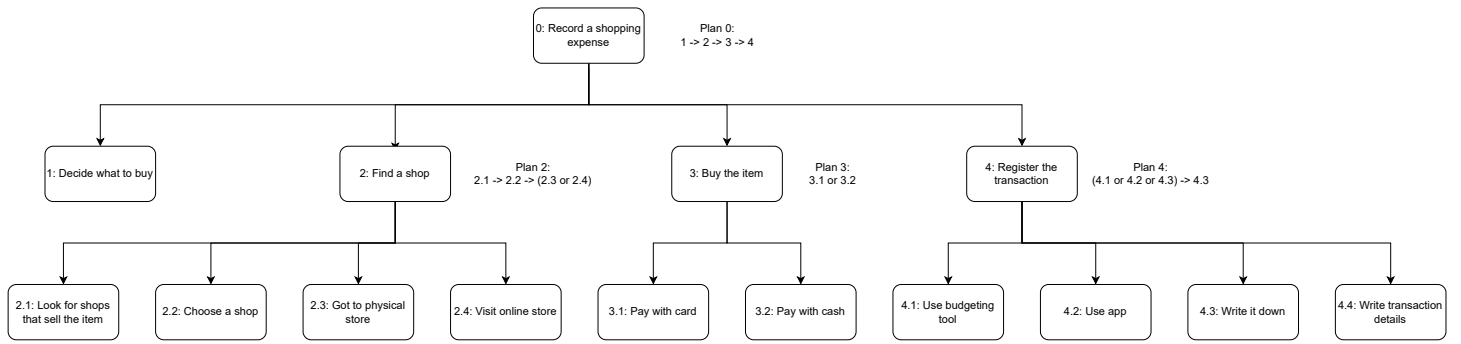 0: Record a shopping
expense
Plan 0:
1 -> 2 -> 3 -> 4
1: Decide what to buy
2: Find a shop
Plan 2:
2.1 -> 2.2 -> (2.3 or 2.4)
3: Buy the item
Plan 3:
3.1 or 3.2
4: Register the
transaction
Plan 4:
(4.1 or 4.2 or 4.3) -> 4.3
2.1: Look for shops
that sell the item
2.2: Choose a shop
2.3: Got to physical
store
2.4: Visit online store
3.1: Pay with card
3.2: Pay with cash
4.1: Use budgeting
tool
4.2: Use app
4.3: Write it down
4.4: Write transaction
details